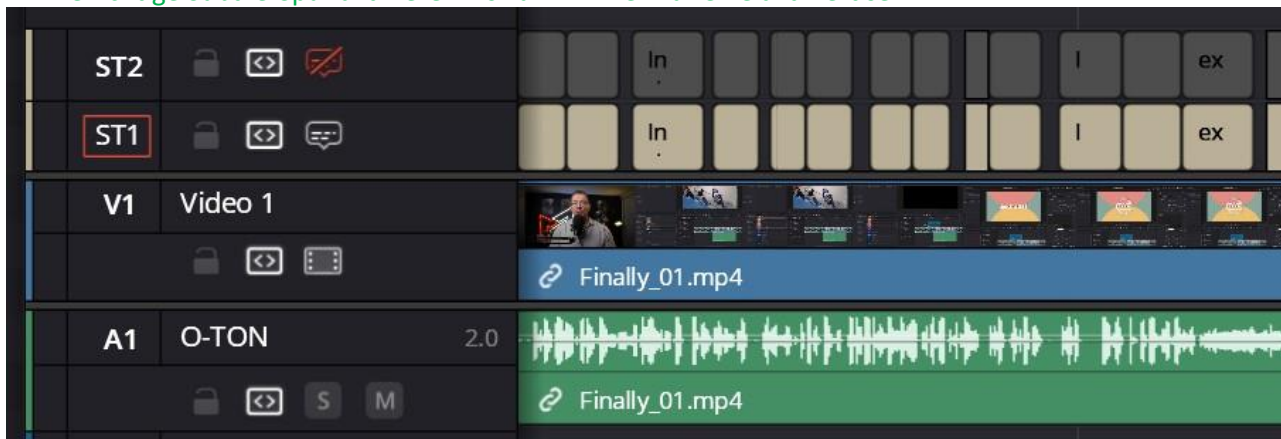 ST2 In I ex
ST1 In I ex
V1 Video 1
Finally_01.mp4
A1 O-TON 2.0
S M Finally_01.mp4